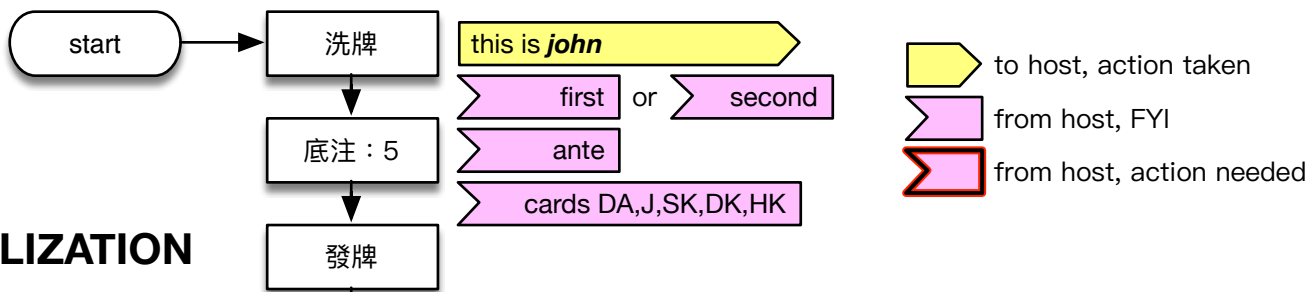 start
洗牌
this is john
first or second
底注：5
ante
cards DA,J,SK,DK,HK
LIZATION
發牌
to host, action taken
from host, FYI
from host, action needed